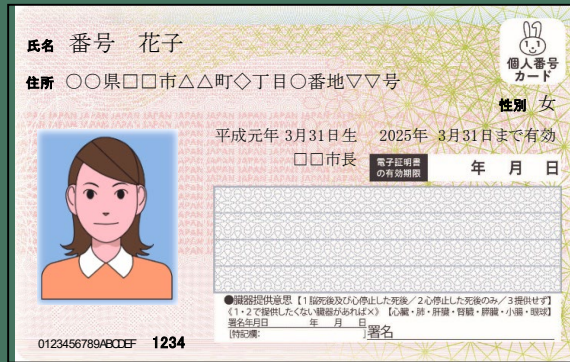 氏名 番号 花子
個人番号
カード
住所 ○○県□□市△△町◇丁目○番地▽▽号
性別 女
平成元年 3月31日生 2025年 3月31日まで有効
□□市長
電子証明書
の有効期限
年 月 日
●臓器提供意思【1 脳死後及び心停止した死後／2 心停止した死後のみ／3 提供せず】
《1・2で提供したくない臓器があれば×》【心臓・肺・肝臓・腎臓・膵臓・小腸・眼球】
署名年月日 年 月 日
[特記欄: ]署名
0123456789ABCDEF 1234